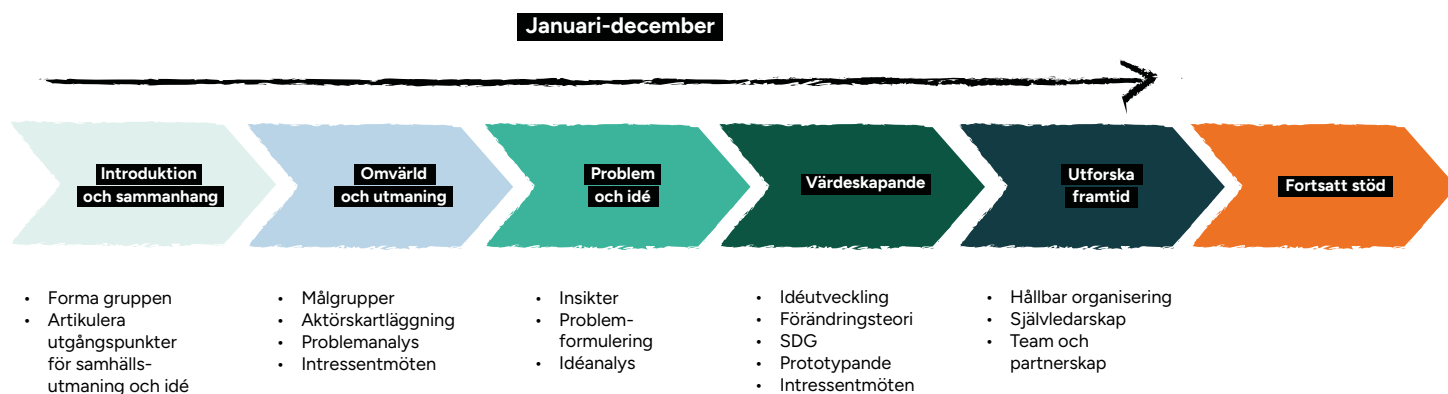 Januari-december
Introduktion
och sammanhang
Omvärld
och utmaning
Problem
och idé
Värdeskapande
Utforska
framtid
Fortsatt stöd
• Forma gruppen
• Artikulera
utgångspunkter
för samhälls-
utmaning och idé
• Målgrupper
• Aktörskartläggning
• Problemanalys
• Intressentmöten
• Insikter
• Problem-
formulering
• Idéanalys
• Idéutveckling
• Förändringsteori
• SDG
• Prototypande
• Intressentmöten
• Hållbar organisering
• Självledarskap
• Team och
partnerskap